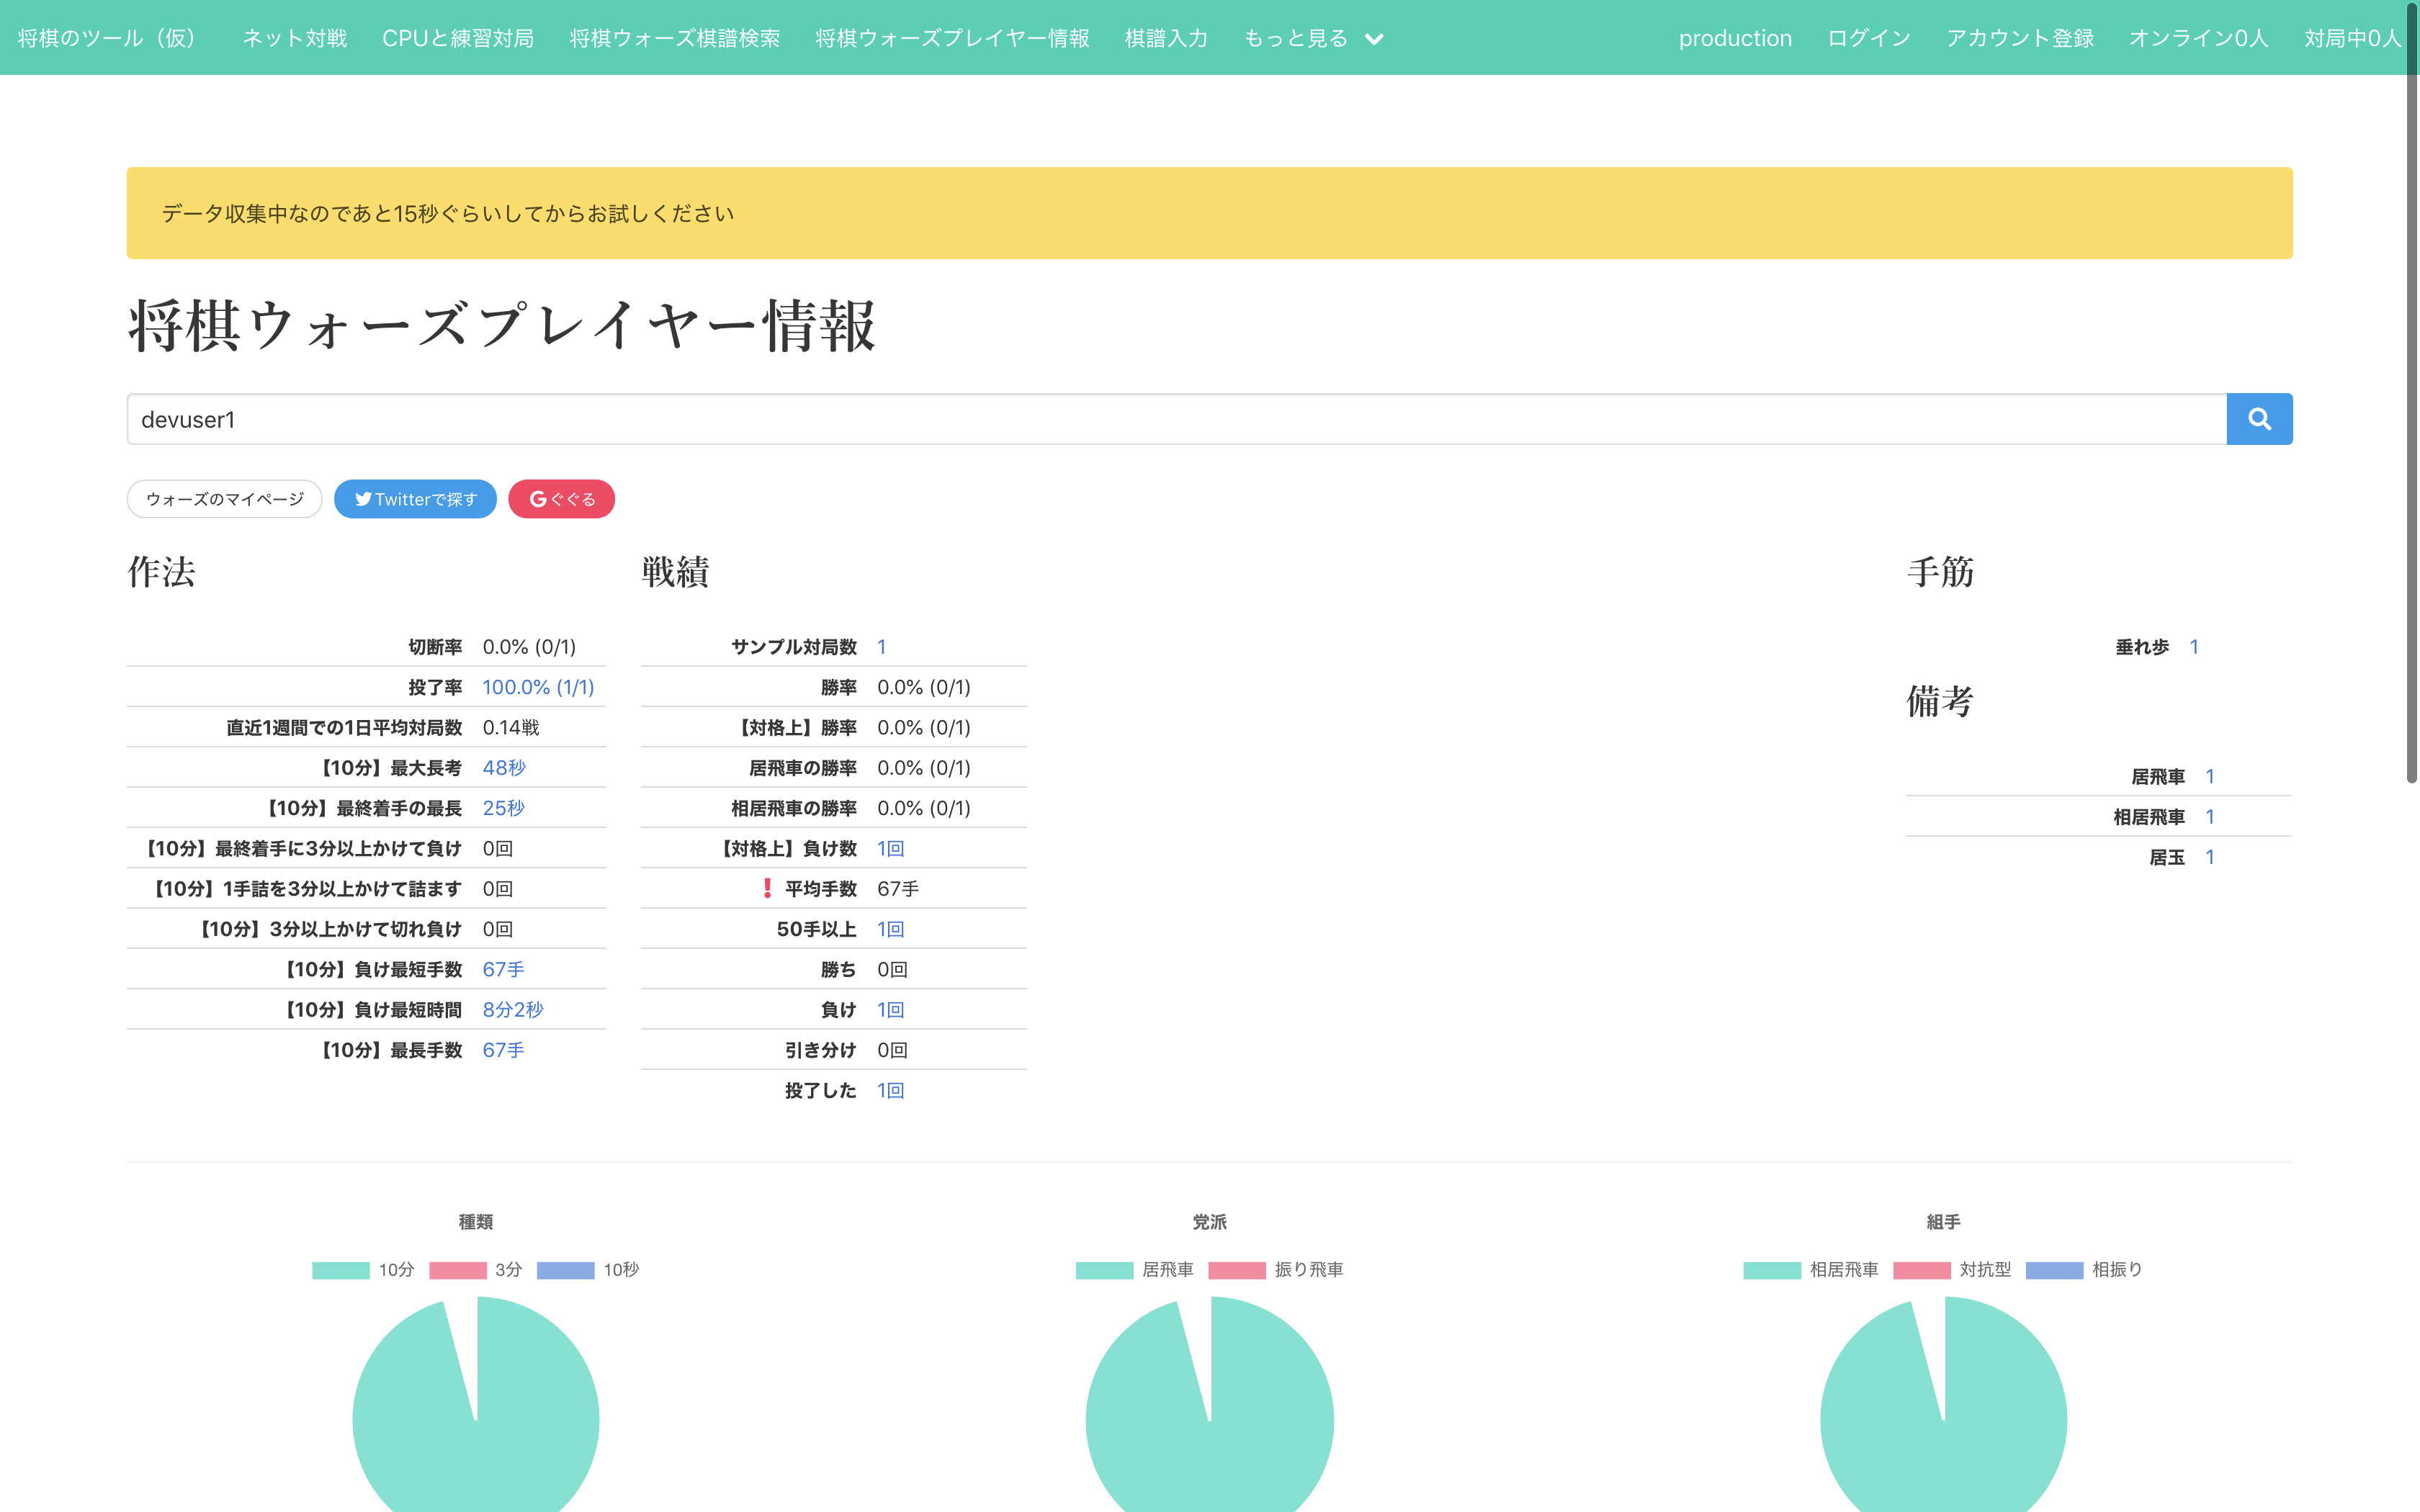 将棋のツール（仮） ネット対戦 CPUと練習対局 将棋ウォーズ棋譜検索 将棋ウォーズプレイヤー情報 棋譜入力 もっと見る production ログイン アカウント登録 オンライン0人 対局中0人
データ収集中なのであと15秒ぐらいしてからお試しください
将棋ウォーズプレイヤー情報
devuser1
ウォーズのマイページ Twitterで探す ぐぐる
作法
切断率 0.0% (0/1)
投了率 100.0% (1/1)
直近1週間での1日平均対局数 0.14戦
【10分】最大長考 48秒
【10分】最終着手の最長 25秒
【10分】最終着手に3分以上かけて負け 0回
【10分】1手詰を3分以上かけて詰ます 0回
【10分】3分以上かけて切れ負け 0回
【10分】負け最短手数 67手
【10分】負け最短時間 8分2秒
【10分】最長手数 67手
戦績
サンプル対局数 1
勝率 0.0% (0/1)
【対格上】勝率 0.0% (0/1)
居飛車の勝率 0.0% (0/1)
相居飛車の勝率 0.0% (0/1)
【対格上】負け数 1回
❗ 平均手数 67手
50手以上 1回
勝ち 0回
負け 1回
引き分け 0回
投了した 1回
手筋
垂れ歩 1
備考
居飛車 1
相居飛車 1
居玉 1
種類
10分 3分 10秒
党派
居飛車 振り飛車
組手
相居飛車 対抗型 相振り